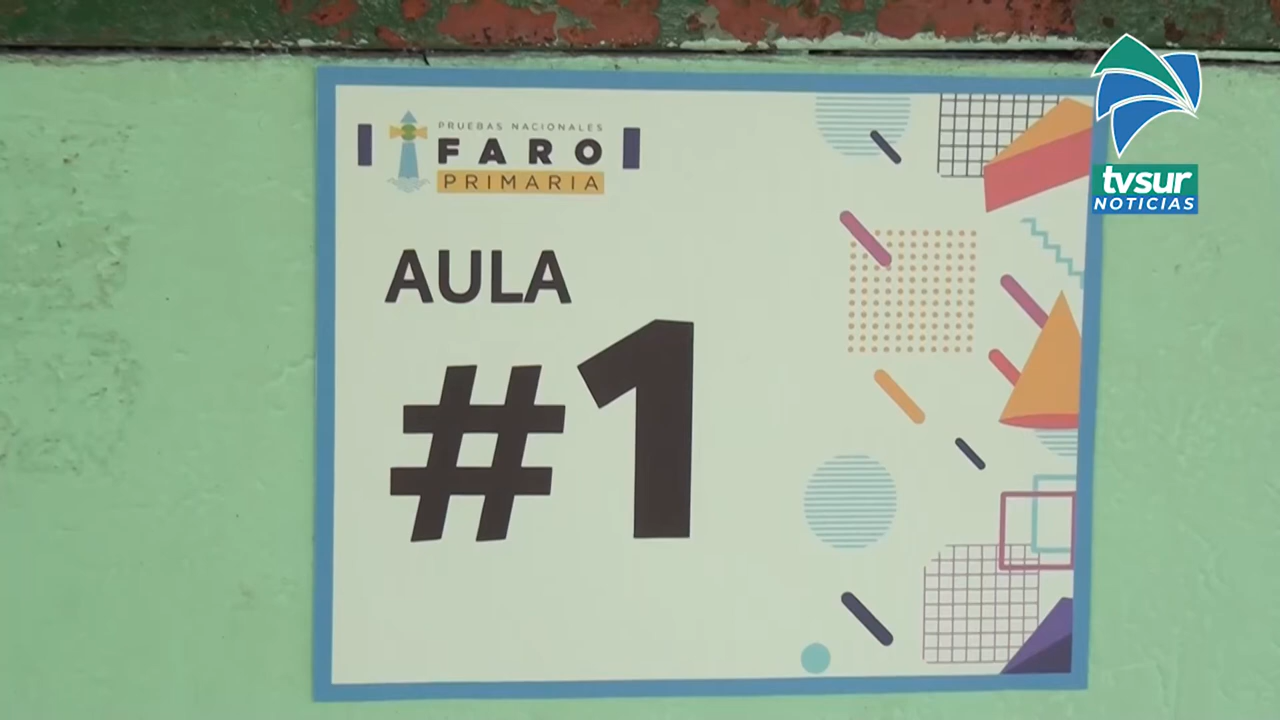 PRUEBAS NACIONALES
FARO
PRIMARIA
AULA
#1
tvsur
NOTICIAS